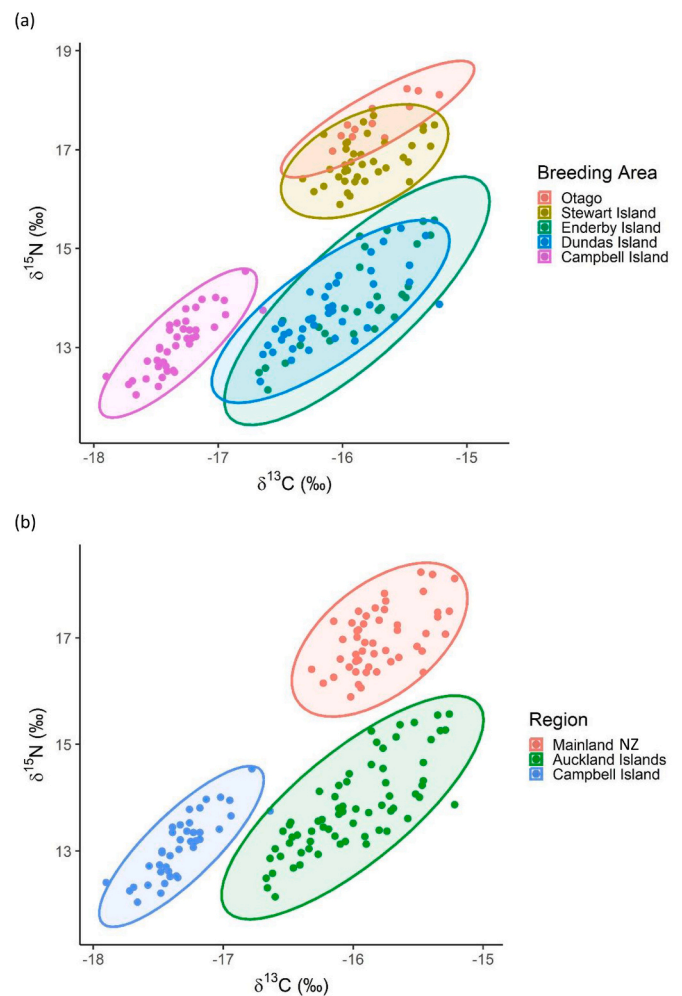 (a)
19
17
15
13
δ15N (‰)
-18 -17 -16 -15
δ13C (‰)
Breeding Area
Otago
Stewart Island
Enderby Island
Dundas Island
Campbell Island
(b)
17
15
13
δ15N (‰)
-18 -17 -16 -15
δ13C (‰)
Region
Mainland NZ
Auckland Islands
Campbell Island